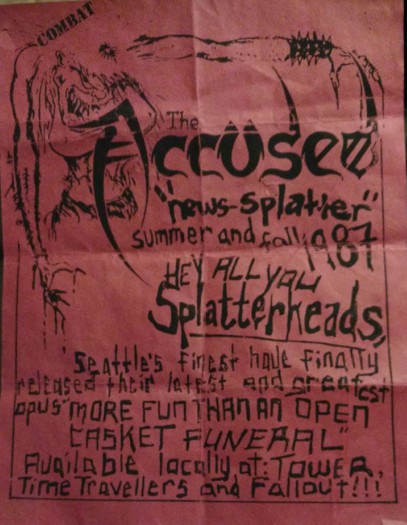 COMBAT
The
Accüsed
"news-splatter"
summer and fall 1987
HEY ALL YOU
Splatterheads,
Seattle's finest have finally
released their latest and greatest
opus "MORE FUN THAN AN OPEN
CASKET FUNERAL"
Available locally at: TOWER,
Time Travellers and Fallout!!!